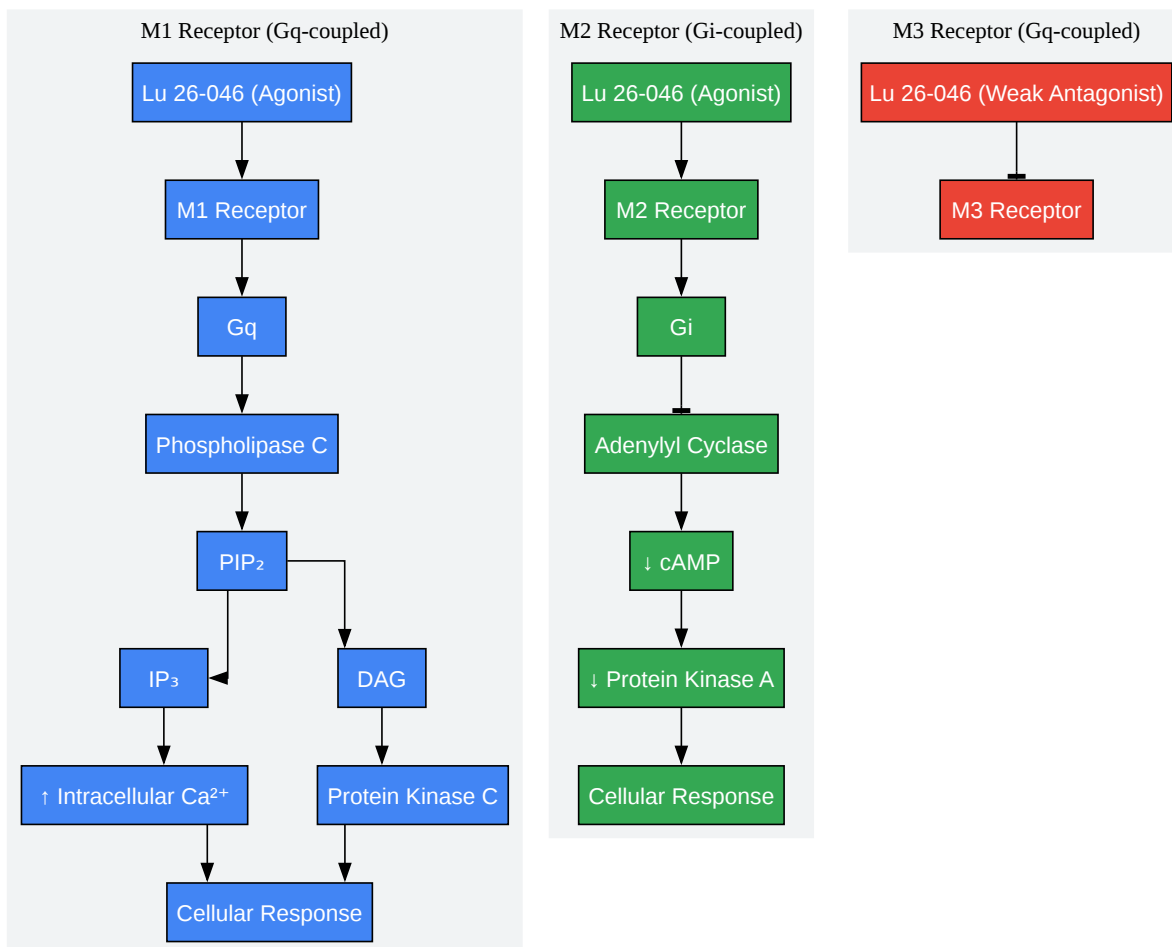 M1 Receptor (Gq-coupled)
Lu 26-046 (Agonist)
M1 Receptor
Gq
Phospholipase C
PIP₂
IP₃
DAG
↑ Intracellular Ca²⁺
Protein Kinase C
Cellular Response
M2 Receptor (Gi-coupled)
Lu 26-046 (Agonist)
M2 Receptor
Gi
Adenylyl Cyclase
↓ cAMP
↓ Protein Kinase A
Cellular Response
M3 Receptor (Gq-coupled)
Lu 26-046 (Weak Antagonist)
M3 Receptor